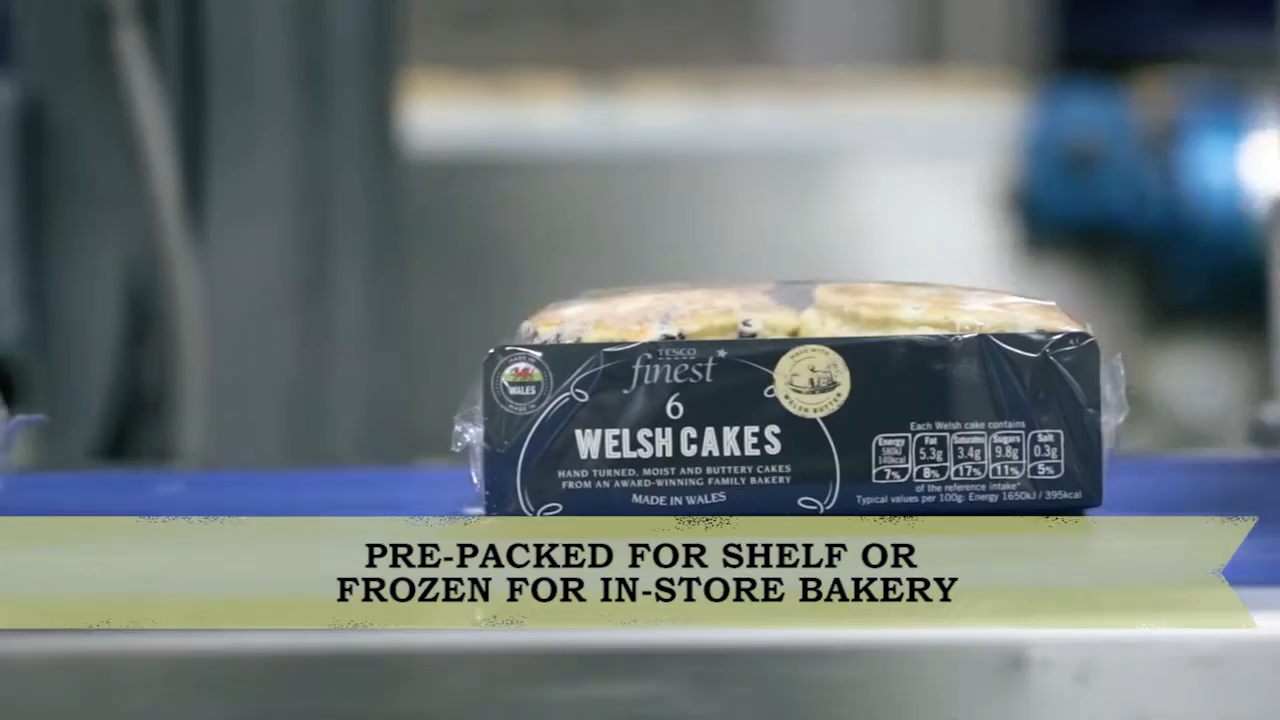 TESCO
finest*
6
WELSH CAKES
HAND TURNED, MOIST AND BUTTERY CAKES
FROM AN AWARD-WINNING FAMILY BAKERY
MADE IN WALES
MADE IN
WALES
MADE WITH
WELSH BUTTER
Each Welsh cake contains
Energy Fat Saturates Sugars Salt
580kJ 5.3g 3.4g 9.8g 0.3g
140kcal
7% 8% 17% 11% 5%
of the reference intake*
Typical values per 100g: Energy 1650kJ / 395kcal
PRE-PACKED FOR SHELF OR
FROZEN FOR IN-STORE BAKERY